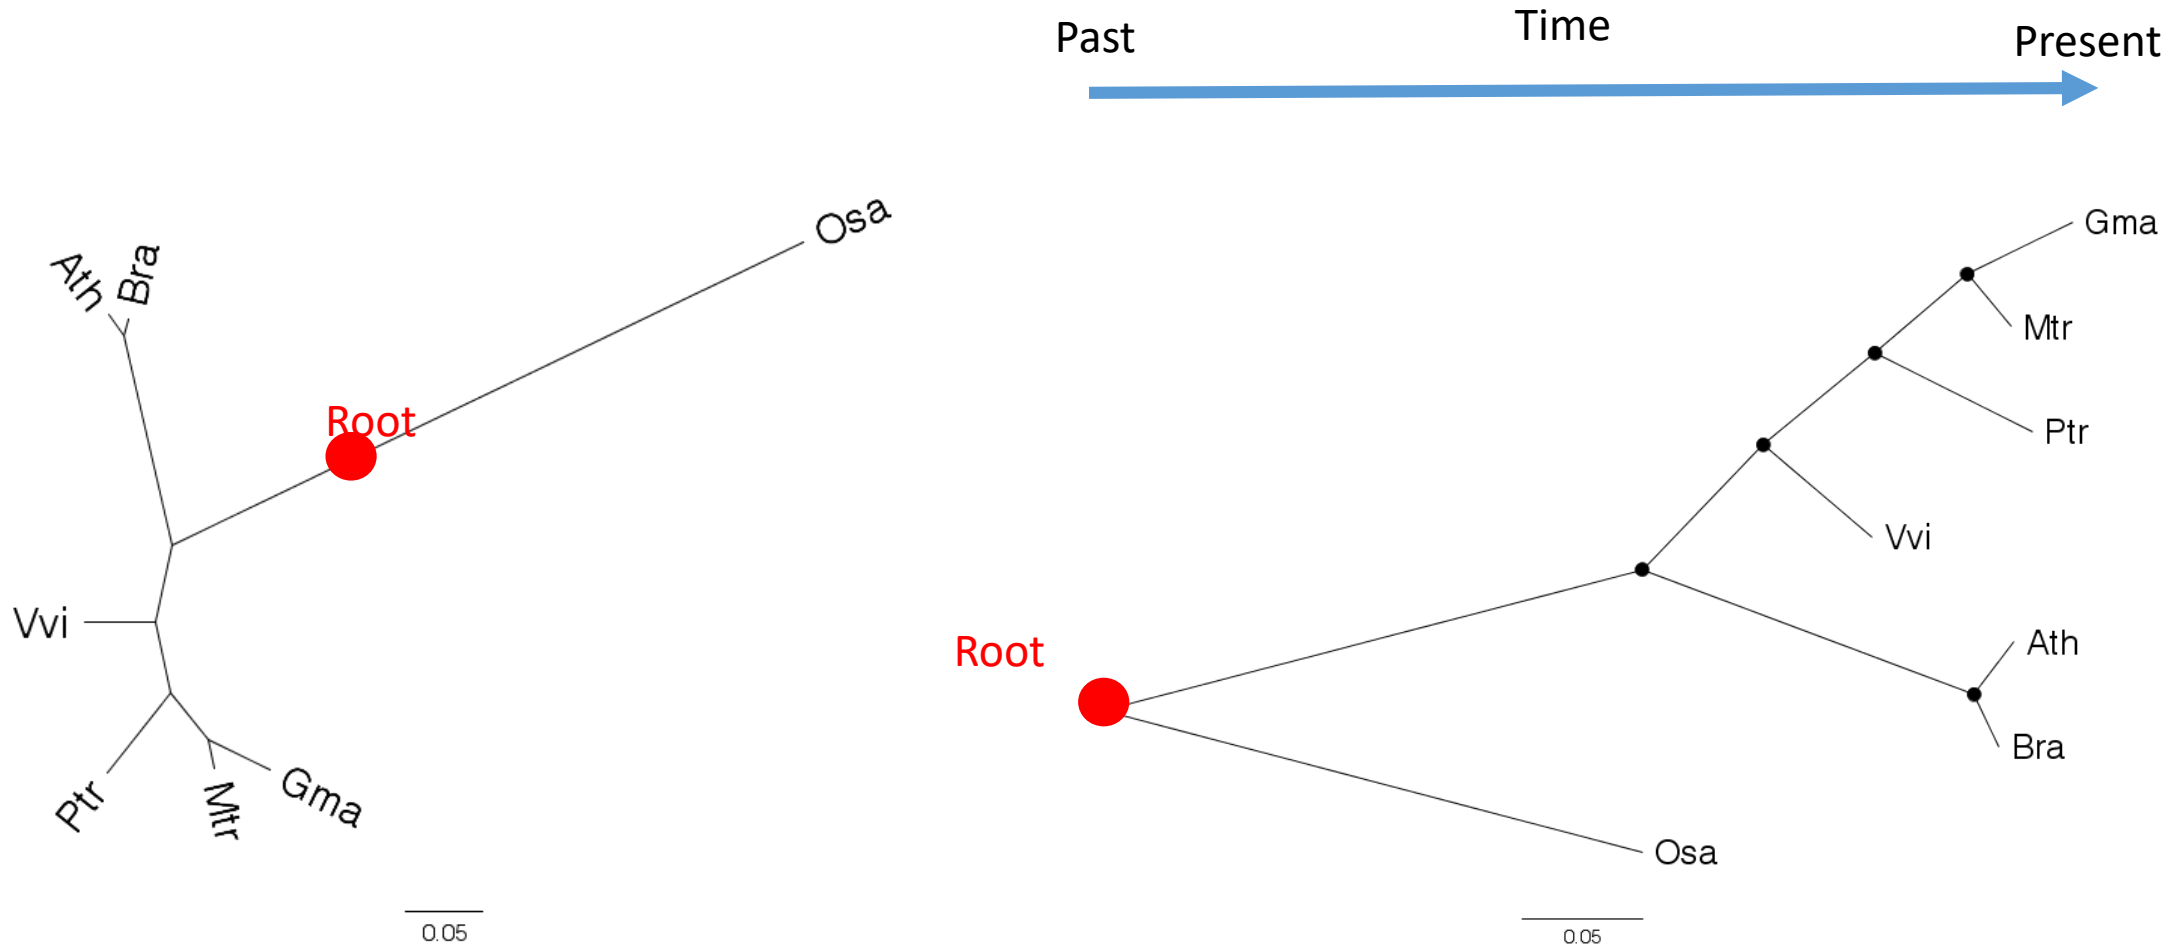 Past
Time
Present
Ath
Bra
Osa
Root
Vvi
Ptr
Mtr
Gma
0.05
Gma
Mtr
Ptr
Vvi
Ath
Root
Bra
Osa
0.05